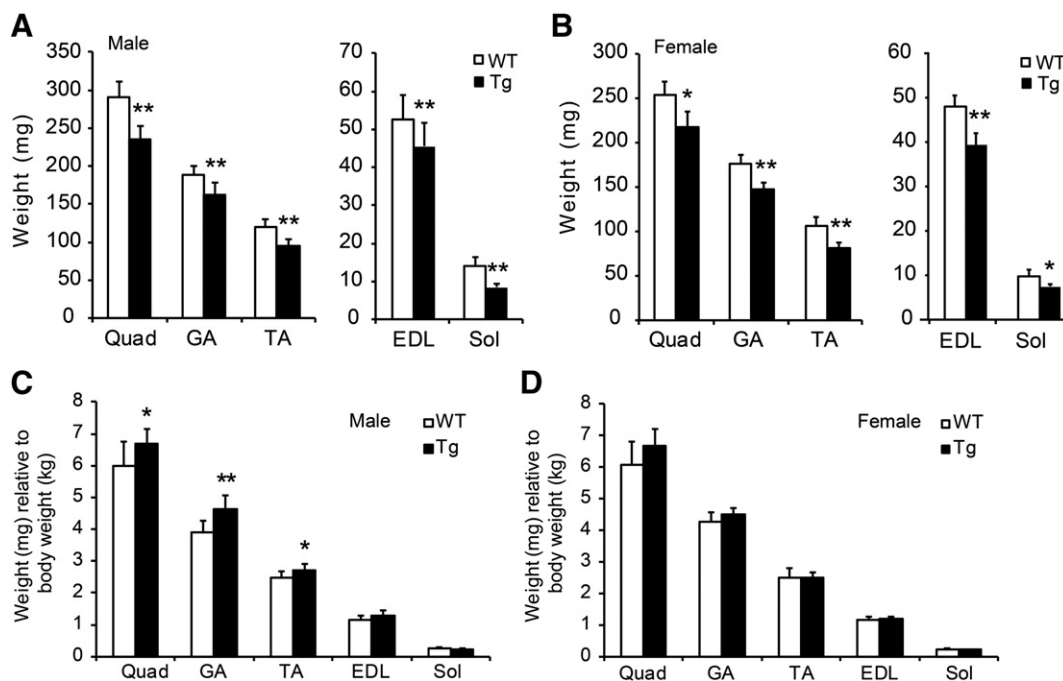 A
Male
Weight (mg)
350
300
250
200
150
100
50
0
**
**
**
Quad GA TA
70
60
50
40
30
20
10
0
WT
Tg
**
**
EDL Sol
B
Female
Weight (mg)
300
250
200
150
100
50
0
*
**
**
Quad GA TA
60
50
40
30
20
10
0
WT
Tg
**
*
EDL Sol
C
Male
WT
Tg
Weight (mg) relative to
body weight (kg)
8
7
6
5
4
3
2
1
0
*
**
*
Quad GA TA EDL Sol
D
Female
WT
Tg
Weight (mg) relative to
body weight (kg)
8
7
6
5
4
3
2
1
0
Quad GA TA EDL Sol